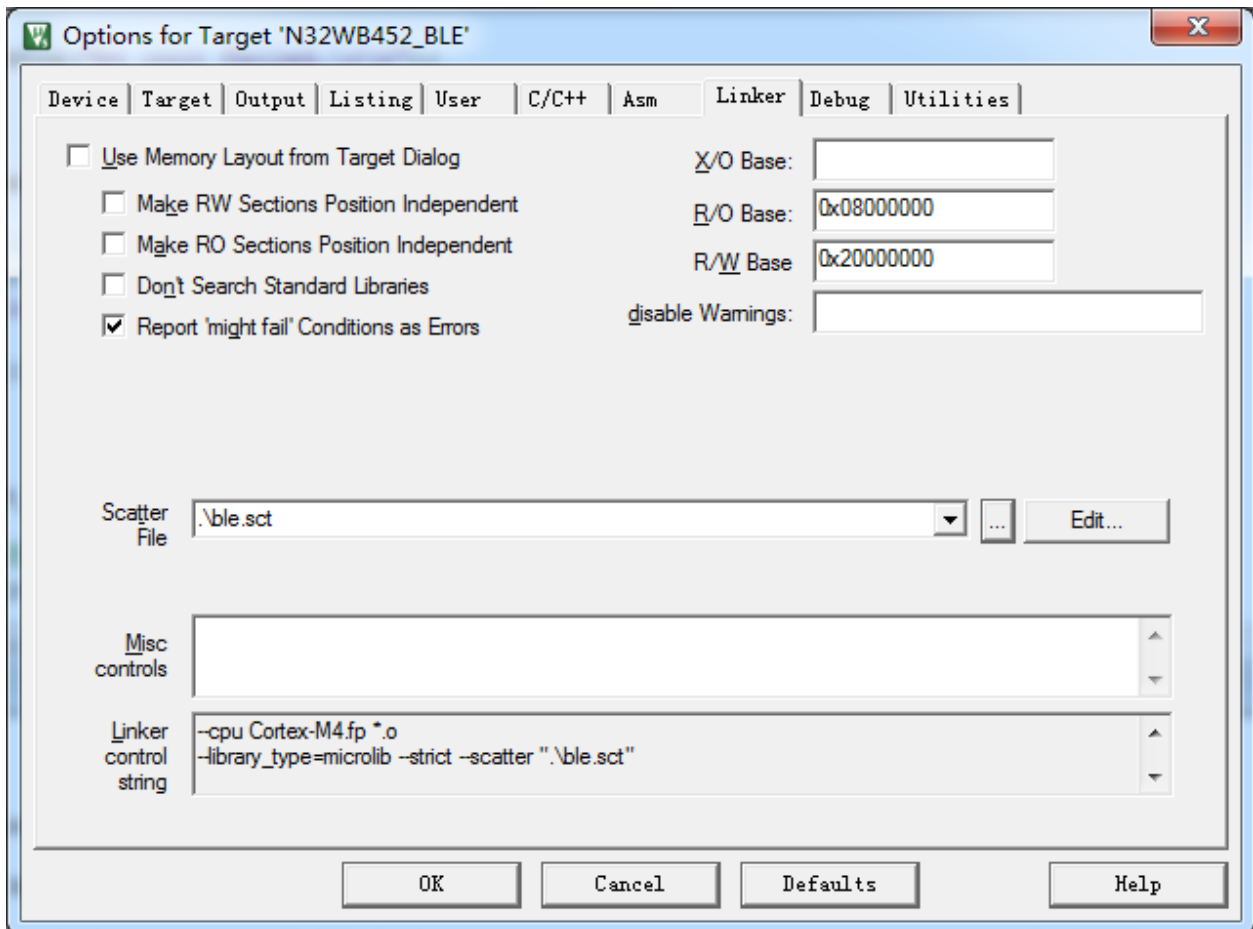 Options for Target 'N32WB452_BLE'
Device Target Output Listing User C/C++ Asm Linker Debug Utilities
Use Memory Layout from Target Dialog
Make RW Sections Position Independent
Make RO Sections Position Independent
Don't Search Standard Libraries
Report 'might fail' Conditions as Errors
X/O Base:
R/O Base: 0x08000000
R/W Base 0x20000000
disable Warnings:
Scatter
File
.\ble.sct
...
Edit...
Misc
controls
Linker
control
string
--cpu Cortex-M4.fp *.o
--library_type=microlib --strict --scatter ".\ble.sct"
OK Cancel Defaults Help